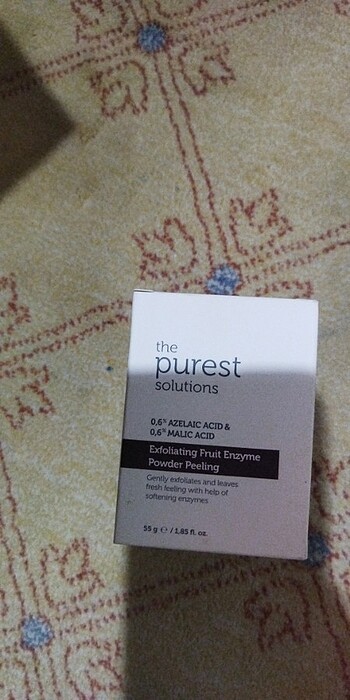 the
purest
solutions
0,6% AZELAIC ACID &
0,6% MALIC ACID
Exfoliating Fruit Enzyme
Powder Peeling
Gently exfoliates and leaves
fresh feeling with help of
softening enzymes
55 g ℮ / 1,85 fl. oz.